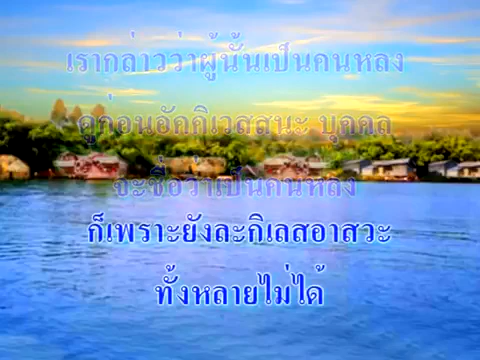 เรากล่าวว่าผู้นั้นเป็นคนหลง
ดูก่อนอัคคิเวสสนะ บุคคล
จะชื่อว่าเป็นคนหลง
ก็เพราะยังละกิเลสอาสวะ
ทั้งหลายไม่ได้